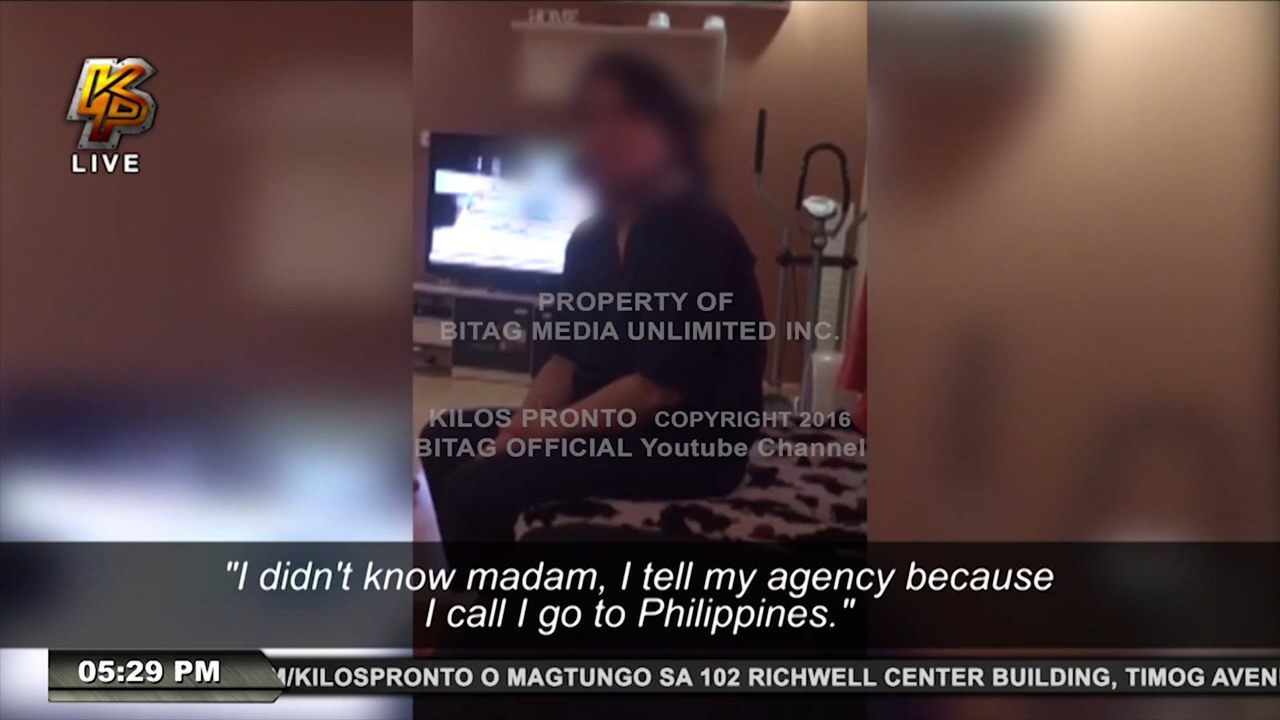 HOME
KP
LIVE
PROPERTY OF
BITAG MEDIA UNLIMITED INC.
KILOS PRONTO COPYRIGHT 2016
BITAG OFFICIAL Youtube Channel
"I didn't know madam, I tell my agency because
I call I go to Philippines."
05:29 PM
M/KILOSPRONTO O MAGTUNGO SA 102 RICHWELL CENTER BUILDING, TIMOG AVEN